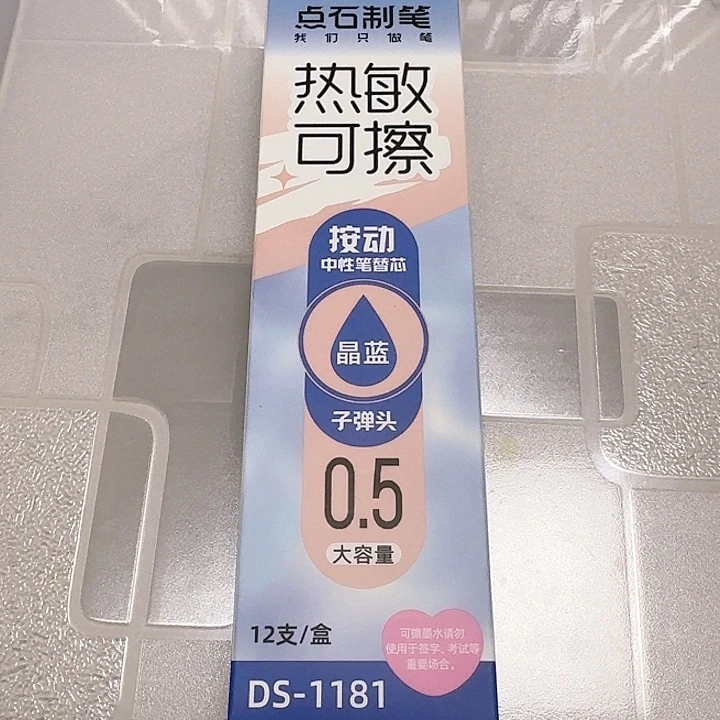 点石制笔
我们只做笔
热敏
可擦
按动
中性笔替芯
晶蓝
子弹头
0.5
大容量
12支/盒
可擦墨水请勿
使用于签字、考试等
重要场合。
DS-1181